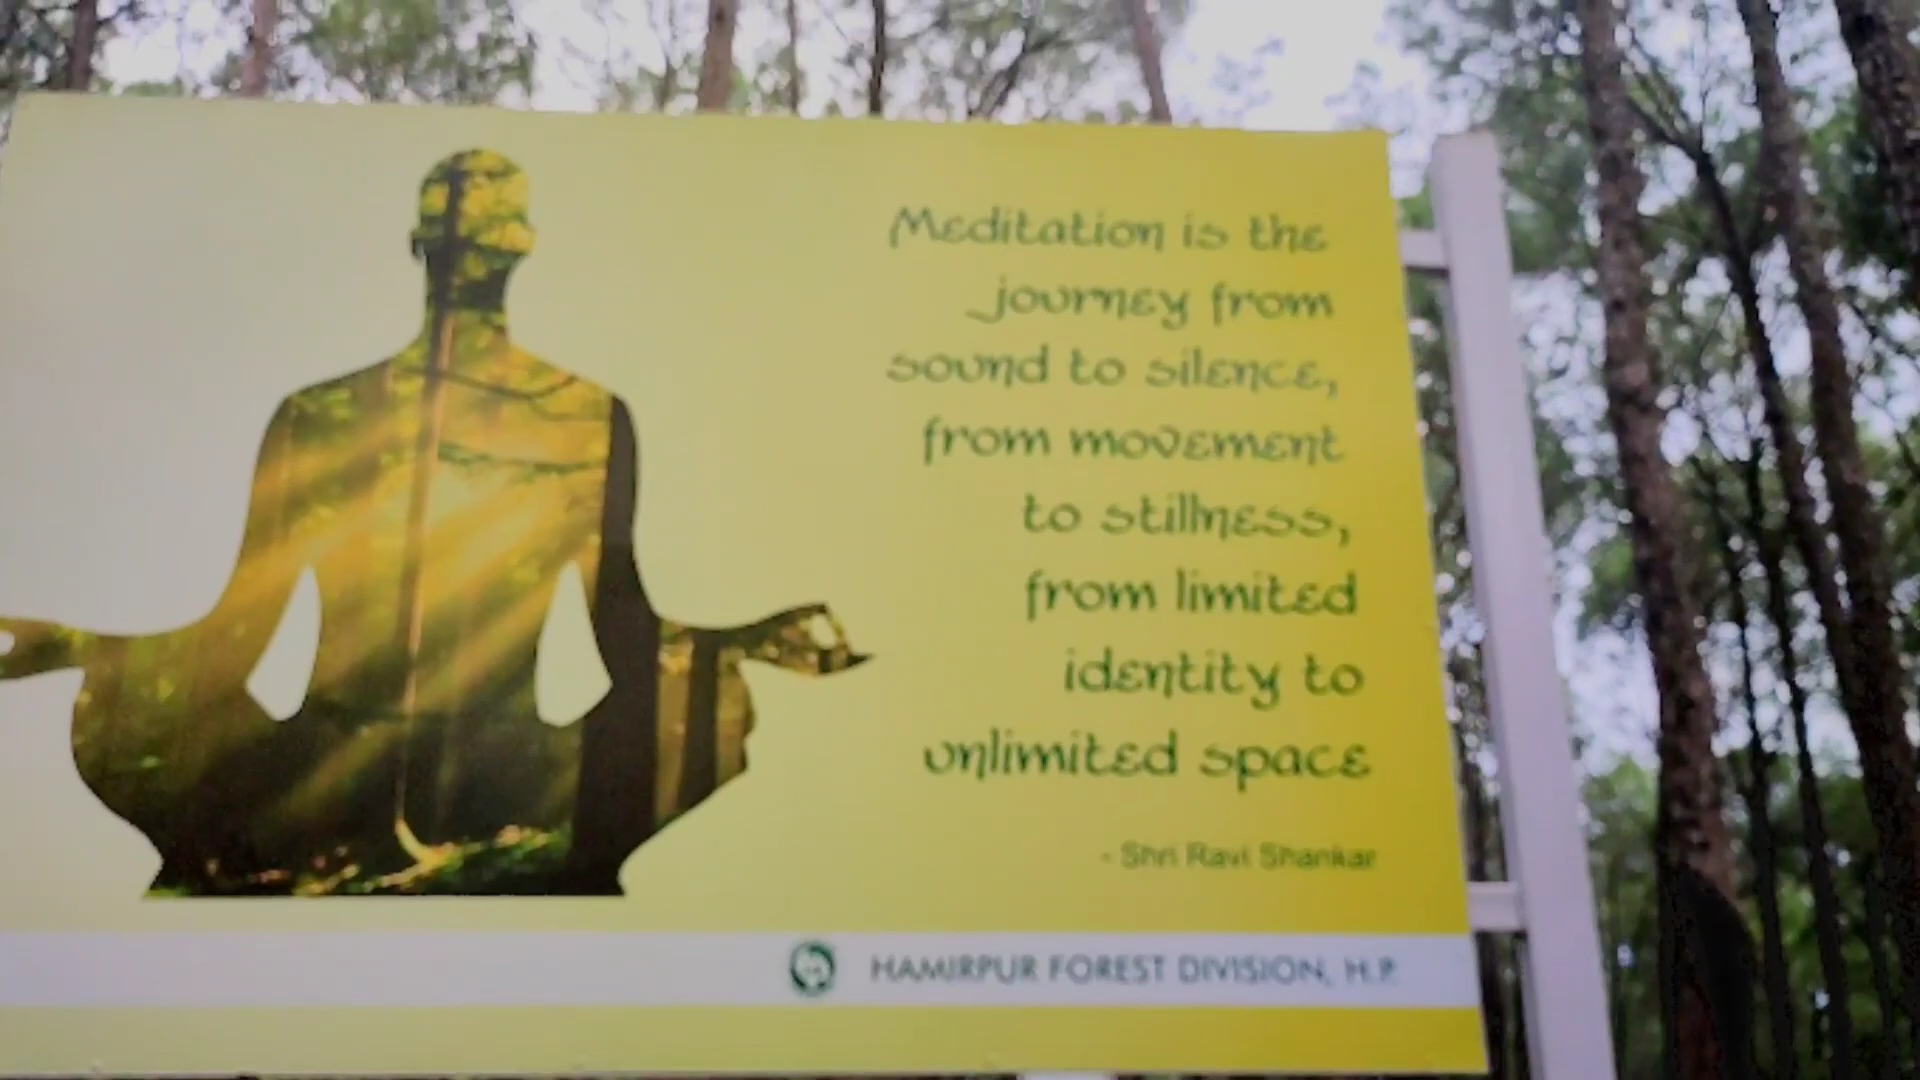 Meditation is the
journey from
sound to silence,
from movement
to stillness,
from limited
identity to
unlimited space
- Shri Ravi Shankar
HAMIRPUR FOREST DIVISION, H.P.